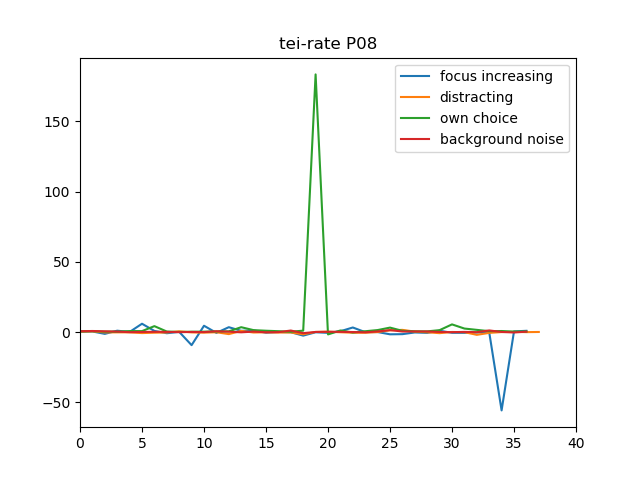 tei-rate P08
focus increasing
distracting
own choice
background noise
150
100
50
0
−50
0 5 10 15 20 25 30 35 40